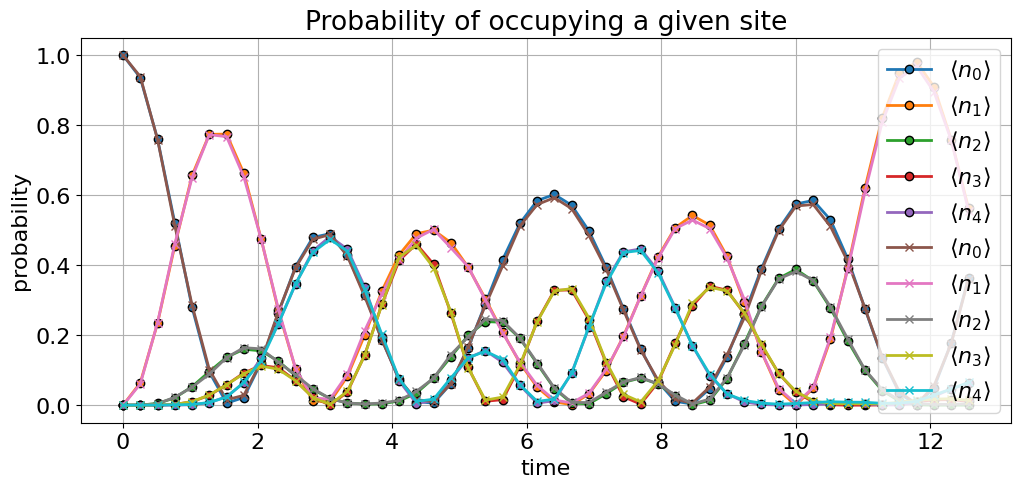 Probability of occupying a given site
1.0
0.8
0.6
0.4
0.2
0.0
probability
0 2 4 6 8 10 12
time
⟨n₀⟩
⟨n₁⟩
⟨n₂⟩
⟨n₃⟩
⟨n₄⟩
⟨n₀⟩
⟨n₁⟩
⟨n₂⟩
⟨n₃⟩
⟨n₄⟩